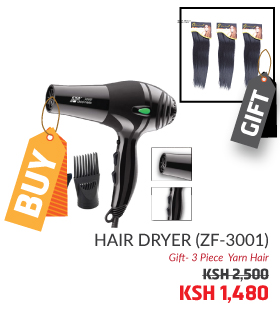 GIFT
BUY
HAIR DRYER (ZF-3001)
Gift- 3 Piece Yarn Hair
KSH 2,500
KSH 1,480